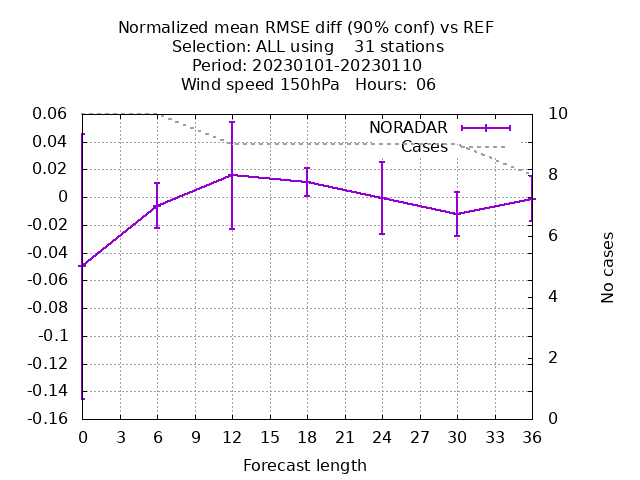 Normalized mean RMSE diff (90% conf) vs REF
Selection: ALL using    31 stations
Period: 20230101-20230110
Wind speed 150hPa   Hours:  06
0.06
0.04
0.02
0
-0.02
-0.04
-0.06
-0.08
-0.1
-0.12
-0.14
-0.16
NORADAR
Cases
10
8
6
4
2
0
No cases
0 3 6 9 12 15 18 21 24 27 30 33 36
Forecast length